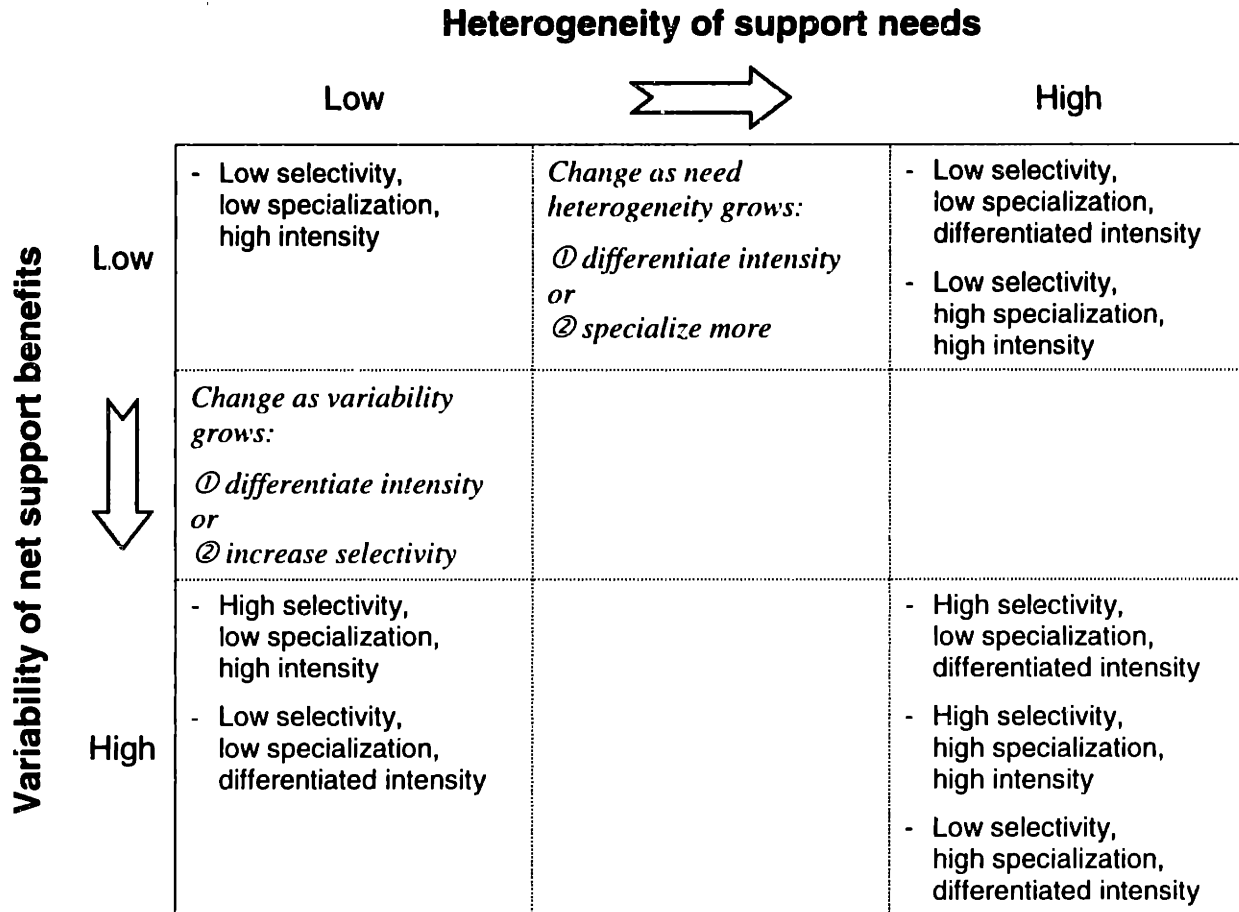 Heterogeneity of support needs
Low
High
Variability of net support benefits
Low
- Low selectivity,
low specialization,
high intensity
Change as need
heterogeneity grows:
① differentiate intensity
or
② specialize more
- Low selectivity,
low specialization,
differentiated intensity
- Low selectivity,
high specialization,
high intensity
Change as variability
grows:
① differentiate intensity
or
② increase selectivity
High
- High selectivity,
low specialization,
high intensity
- Low selectivity,
low specialization,
differentiated intensity
- High selectivity,
low specialization,
differentiated intensity
- High selectivity,
high specialization,
high intensity
- Low selectivity,
high specialization,
differentiated intensity